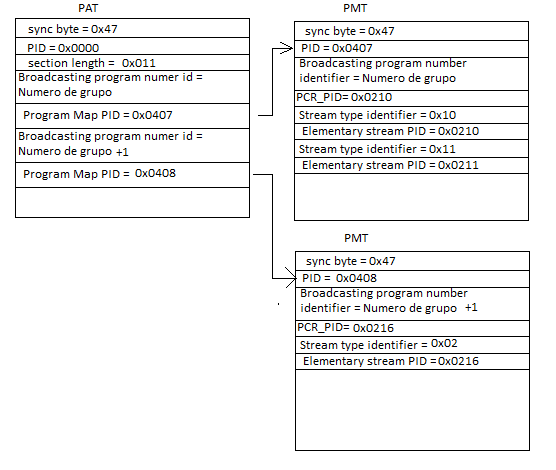 PAT
sync byte = 0x47
PID = 0x0000
section length = 0x011
Broadcasting program numer id =
Numero de grupo
Program Map PID = 0x0407
Broadcasting program numer id =
Numero de grupo +1
Program Map PID = 0x0408
PMT
sync byte = 0x47
PID = 0x0407
Broadcasting program number
identifier = Numero de grupo
PCR_PID= 0x0210
Stream type identifier = 0x10
Elementary stream PID = 0x0210
Stream type identifier = 0x11
Elementary stream PID = 0x0211
PMT
sync byte = 0x47
PID = 0x0408
Broadcasting program number
identifier = Numero de grupo +1
PCR_PID= 0x0216
Stream type identifier = 0x02
Elementary stream PID = 0x0216